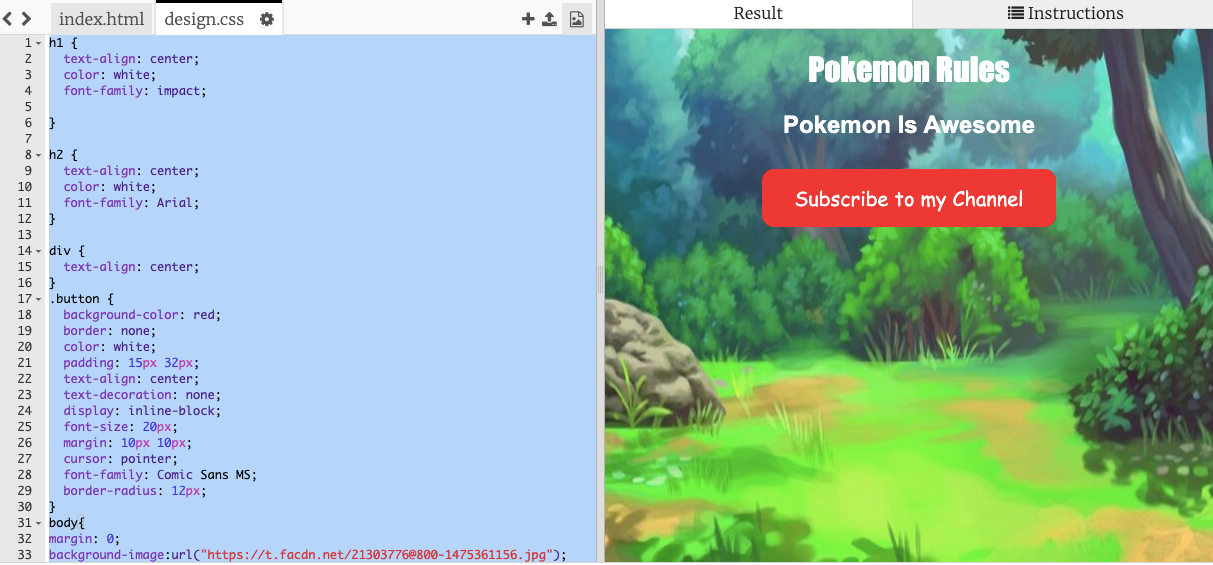 index.html
design.css
Result
Instructions
1 h1 {
2 text-align: center;
3 color: white;
4 font-family: impact;
5
6 }
7
8 h2 {
9 text-align: center;
10 color: white;
11 font-family: Arial;
12 }
13
14 div {
15 text-align: center;
16 }
17 .button {
18 background-color: red;
19 border: none;
20 color: white;
21 padding: 15px 32px;
22 text-align: center;
23 text-decoration: none;
24 display: inline-block;
25 font-size: 20px;
26 margin: 10px 10px;
27 cursor: pointer;
28 font-family: Comic Sans MS;
29 border-radius: 12px;
30 }
31 body{
32 margin: 0;
33 background-image:url("https://t.facdn.net/21303776@800-1475361156.jpg");
Pokemon Rules
Pokemon Is Awesome
Subscribe to my Channel